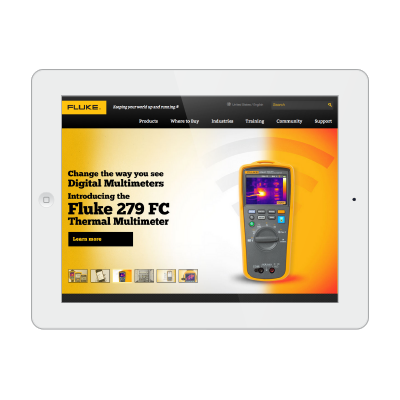 FLUKE®
Keeping your world up and running.®
United States / English
Search
Products Where to Buy Industries Training Community Support
Change the way you see
Digital Multimeters
Introducing the
Fluke 279 FC
Thermal Multimeter
Learn more